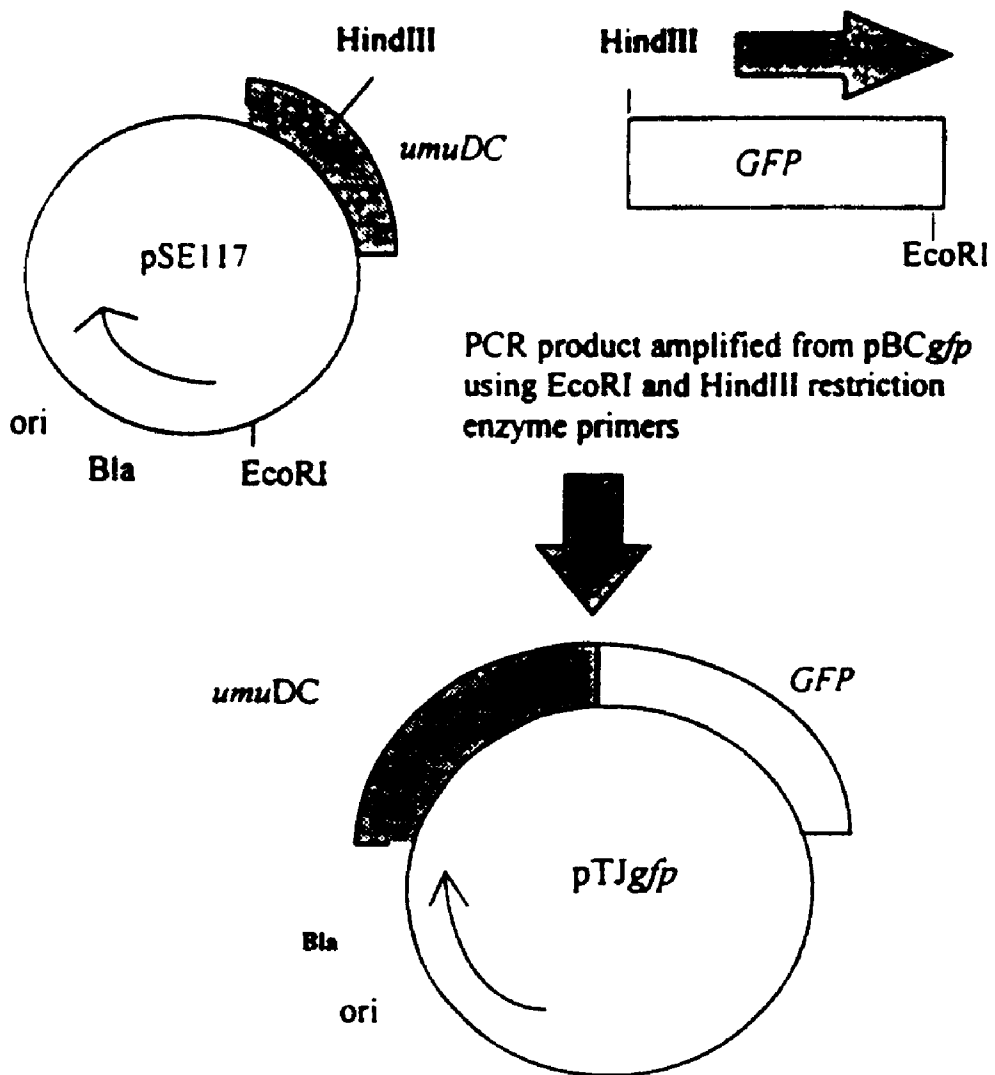 HindIII
umuDC
pSE117
ori
Bla
EcoRI
HindIII
GFP
EcoRI
PCR product amplified from pBCgfp
using EcoRI and HindIII restriction
enzyme primers
umuDC
GFP
pTJgfp
Bla
ori